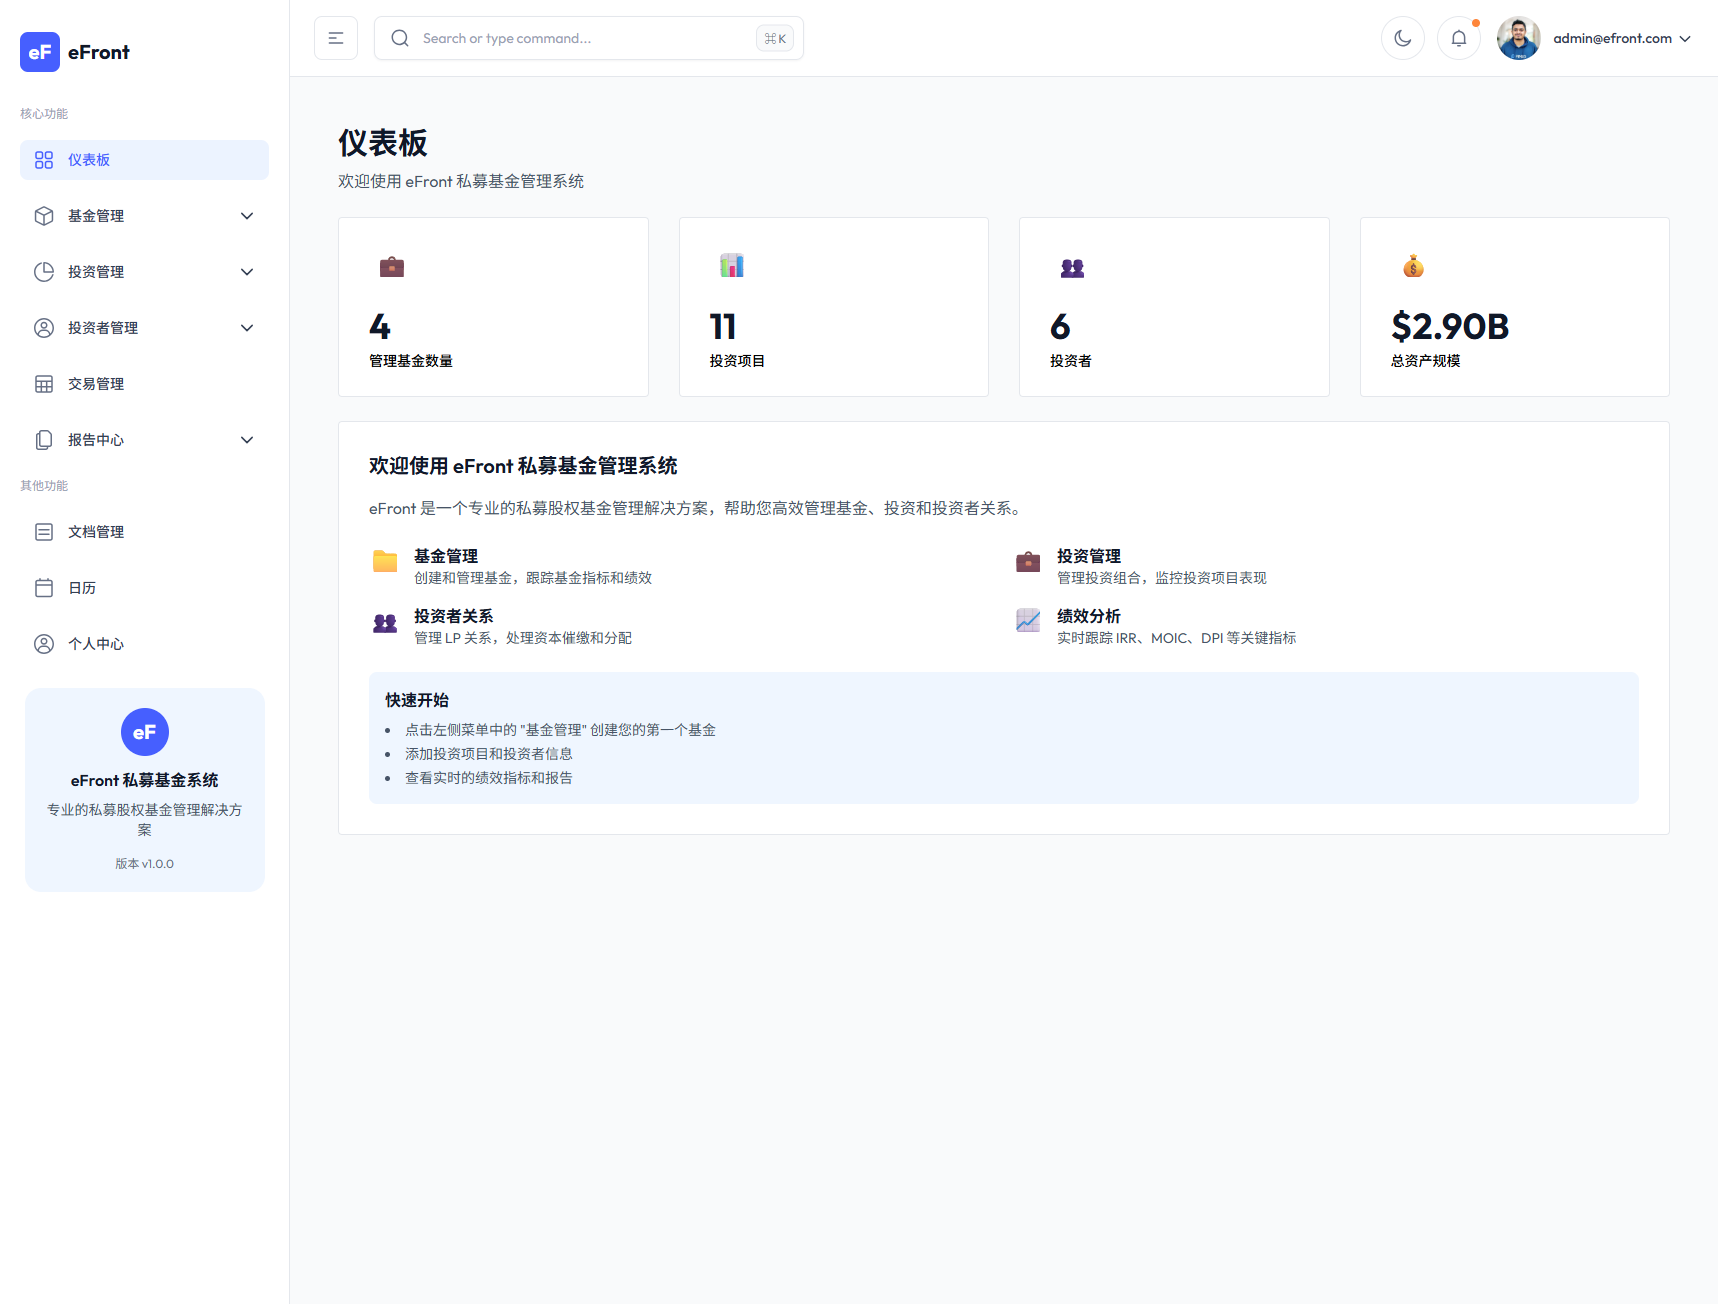 eF eFront
Search or type command...
⌘K
admin@efront.com
核心功能
仪表板
基金管理
投资管理
投资者管理
交易管理
报告中心
其他功能
文档管理
日历
个人中心
eF
eFront 私募基金系统
专业的私募股权基金管理解决方
案
版本 v1.0.0
仪表板
欢迎使用 eFront 私募基金管理系统
4
管理基金数量
11
投资项目
6
投资者
$2.90B
总资产规模
欢迎使用 eFront 私募基金管理系统
eFront 是一个专业的私募股权基金管理解决方案，帮助您高效管理基金、投资和投资者关系。
基金管理
创建和管理基金，跟踪基金指标和绩效
投资管理
管理投资组合，监控投资项目表现
投资者关系
管理 LP 关系，处理资本催缴和分配
绩效分析
实时跟踪 IRR、MOIC、DPI 等关键指标
快速开始
点击左侧菜单中的 "基金管理" 创建您的第一个基金
添加投资项目和投资者信息
查看实时的绩效指标和报告